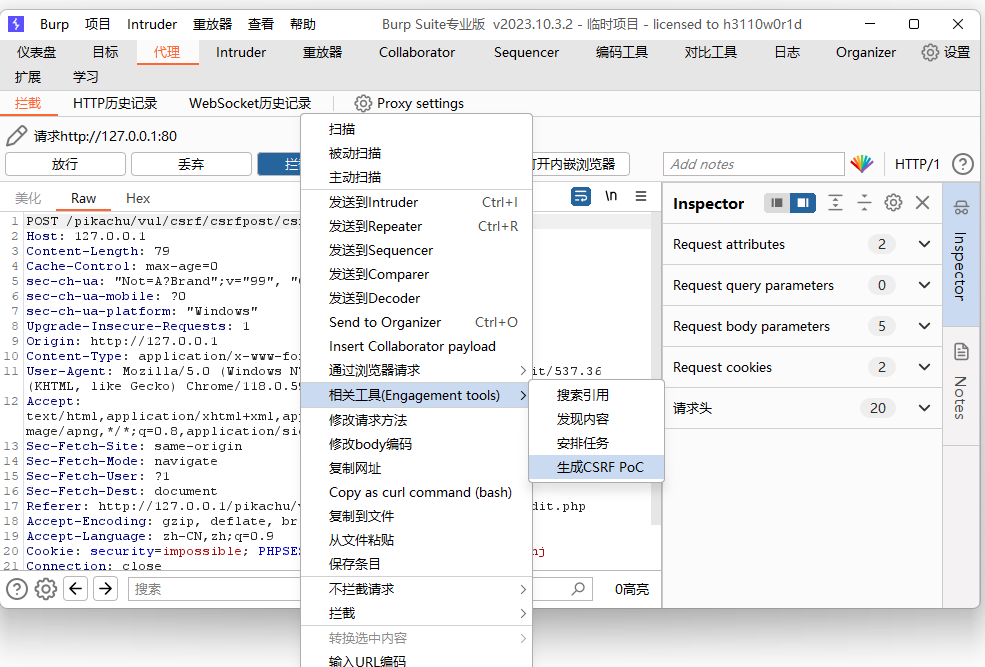 Burp 项目 Intruder 重放器 查看 帮助 Burp Suite专业版 v2023.10.3.2 - 临时项目 - licensed to h3110w0r1d
仪表盘 目标 代理 Intruder 重放器 Collaborator Sequencer 编码工具 对比工具 日志 Organizer 设置
扩展 学习
拦截 HTTP历史记录 WebSocket历史记录 Proxy settings
请求http://127.0.0.1:80
放行 丢弃 打开内嵌浏览器 Add notes HTTP/1
美化 Raw Hex \n
1 POST /pikachu/vul/csrf/csrfpost/cs
2 Host: 127.0.0.1
3 Content-Length: 79
4 Cache-Control: max-age=0
5 sec-ch-ua: "Not=A?Brand";v="99", "
6 sec-ch-ua-mobile: ?0
7 sec-ch-ua-platform: "Windows"
8 Upgrade-Insecure-Requests: 1
9 Origin: http://127.0.0.1
10 Content-Type: application/x-www-fo
11 User-Agent: Mozilla/5.0 (Windows N it/537.36
(KHTML, like Gecko) Chrome/118.0.5
12 Accept:
text/html,application/xhtml+xml,ap
mage/apng,*/*;q=0.8,application/si
13 Sec-Fetch-Site: same-origin
14 Sec-Fetch-Mode: navigate
15 Sec-Fetch-User: ?1
16 Sec-Fetch-Dest: document
17 Referer: http://127.0.0.1/pikachu/ dit.php
18 Accept-Encoding: gzip, deflate, br
19 Accept-Language: zh-CN,zh;q=0.9
20 Cookie: security=impossible; PHPSE nj
21 Connection: close
搜索 0高亮
扫描
被动扫描
主动扫描
发送到Intruder Ctrl+I
发送到Repeater Ctrl+R
发送到Sequencer
发送到Comparer
发送到Decoder
Send to Organizer Ctrl+O
Insert Collaborator payload
通过浏览器请求
相关工具(Engagement tools)
修改请求方法
修改body编码
复制网址
Copy as curl command (bash)
复制到文件
从文件粘贴
保存条目
不拦截请求
拦截
转换选中内容
输入URL编码
搜索引用
发现内容
安排任务
生成CSRF PoC
Inspector
Request attributes 2
Request query parameters 0
Request body parameters 5
Request cookies 2
请求头 20
Inspector
Notes